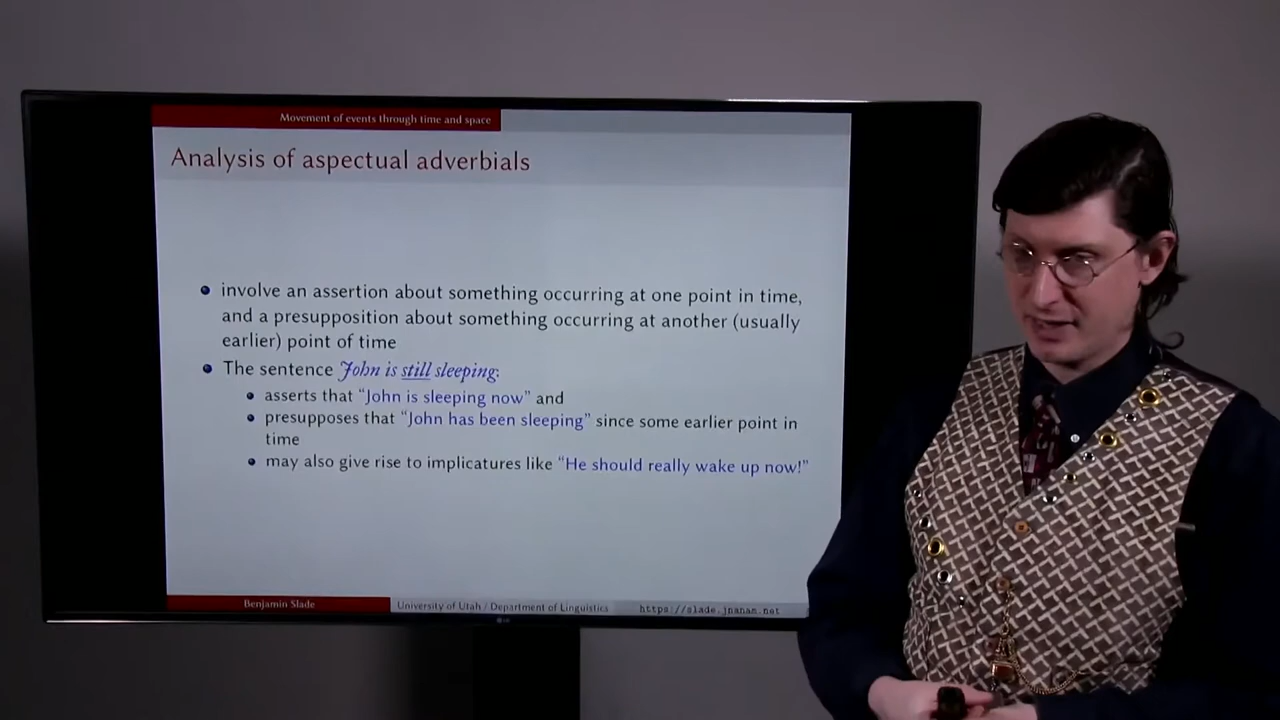 Movement of events through time and space
Analysis of aspectual adverbials
involve an assertion about something occurring at one point in time,
and a presupposition about something occurring at another (usually
earlier) point of time
The sentence John is still sleeping:
asserts that “John is sleeping now” and
presupposes that “John has been sleeping” since some earlier point in
time
may also give rise to implicatures like “He should really wake up now!”
Benjamin Slade
University of Utah / Department of Linguistics
https://slade.jnanam.net
LG